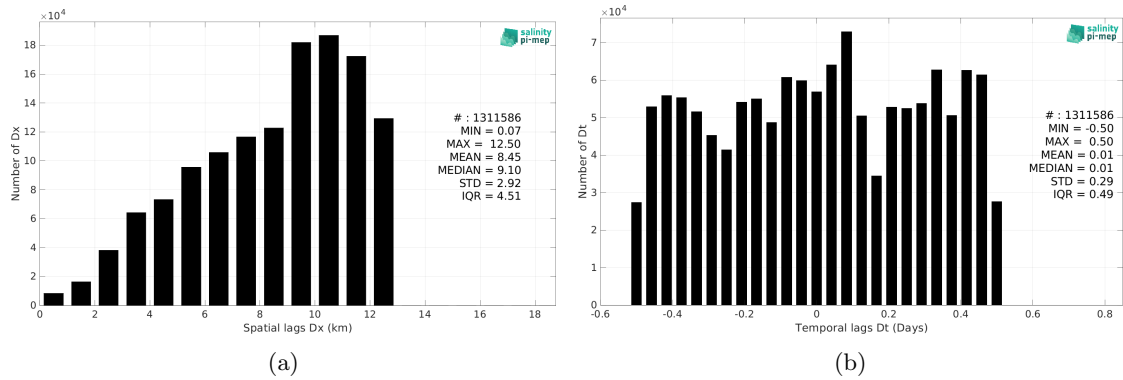 ×10⁴
18
16
14
12
10
8
6
4
2
0
Number of Dx
salinity
pi-mep
# : 1311586
MIN = 0.07
MAX = 12.50
MEAN = 8.45
MEDIAN = 9.10
STD = 2.92
IQR = 4.51
0 2 4 6 8 10 12 14 16 18
Spatial lags Dx (km)
(a)
×10⁴
7
6
5
4
3
2
1
0
Number of Dt
salinity
pi-mep
# : 1311586
MIN = -0.50
MAX = 0.50
MEAN = 0.01
MEDIAN = 0.01
STD = 0.29
IQR = 0.49
-0.6 -0.4 -0.2 0 0.2 0.4 0.6 0.8
Temporal lags Dt (Days)
(b)